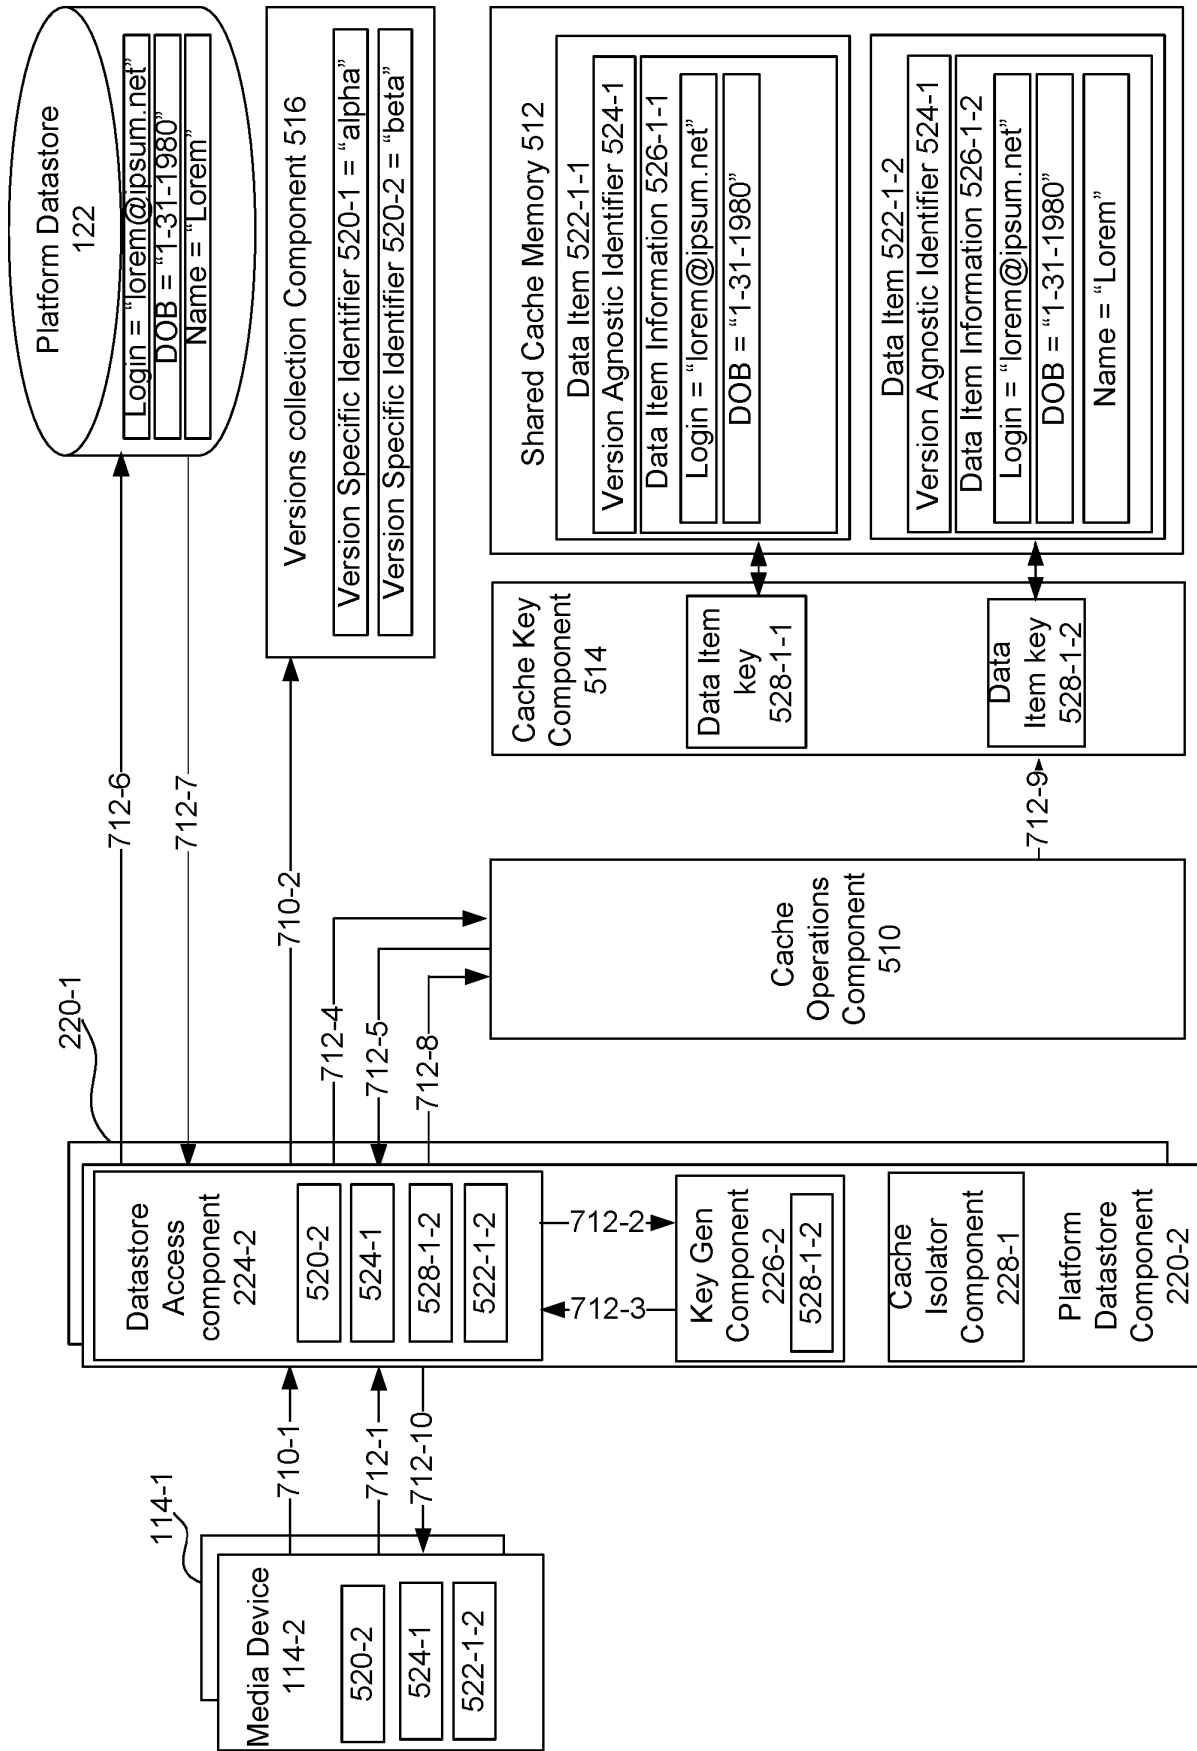 114-1
Media Device
114-2
520-2
524-1
522-1-2
710-1
712-1
712-10
220-1
Datastore
Access
component
224-2
520-2
524-1
528-1-2
522-1-2
712-2
712-3
Key Gen
Component
226-2
528-1-2
Cache
Isolator
Component
228-1
Platform
Datastore
Component
220-2
712-6
712-7
710-2
712-4
712-5
712-8
Cache
Operations
Component
510
712-9
Platform Datastore
122
Login = “lorem@ipsum.net”
DOB = “1-31-1980”
Name = “Lorem”
Versions collection Component 516
Version Specific Identifier 520-1 = “alpha”
Version Specific Identifier 520-2 = “beta”
Cache Key
Component
514
Data Item
key
528-1-1
Data
Item key
528-1-2
Shared Cache Memory 512
Data Item 522-1-1
Version Agnostic Identifier 524-1
Data Item Information 526-1-1
Login = “lorem@ipsum.net”
DOB = “1-31-1980”
Data Item 522-1-2
Version Agnostic Identifier 524-1
Data Item Information 526-1-2
Login = “lorem@ipsum.net”
DOB = “1-31-1980”
Name = “Lorem”